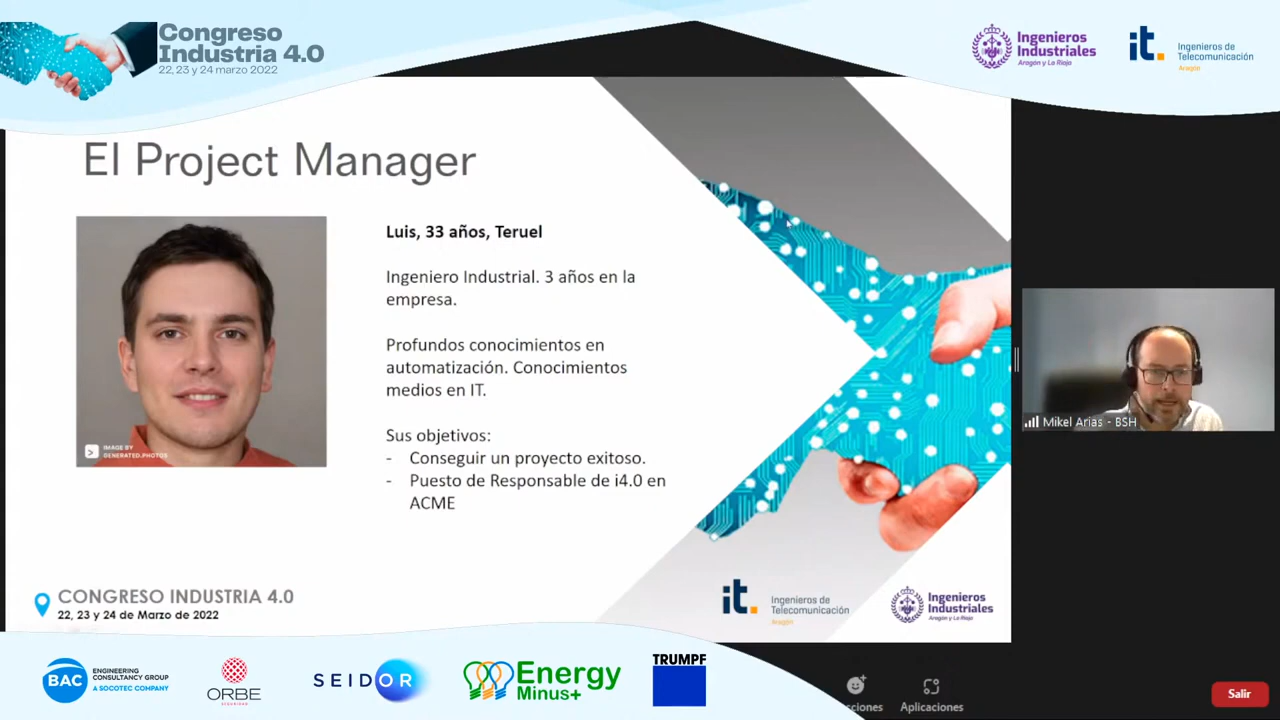 Congreso
Industria 4.0
22, 23 y 24 marzo 2022
Ingenieros
Industriales
Aragón y La Rioja
it.
Ingenieros de
Telecomunicación
Aragón
El Project Manager
Luis, 33 años, Teruel
Ingeniero Industrial. 3 años en la
empresa.
Profundos conocimientos en
automatización. Conocimientos
medios en IT.
Sus objetivos:
- Conseguir un proyecto exitoso.
- Puesto de Responsable de i4.0 en
ACME
IMAGE BY
GENERATED.PHOTOS
Mikel Arias - BSH
CONGRESO INDUSTRIA 4.0
22, 23 y 24 de Marzo de 2022
it.
Ingenieros de
Telecomunicación
Aragón
Ingenieros
Industriales
Aragón y La Rioja
BAC
ENGINEERING
CONSULTANCY GROUP
A SOCOTEC COMPANY
ORBE
SEGURIDAD
SEIDOR
Energy
Minus+
TRUMPF
cciones
Aplicaciones
Salir